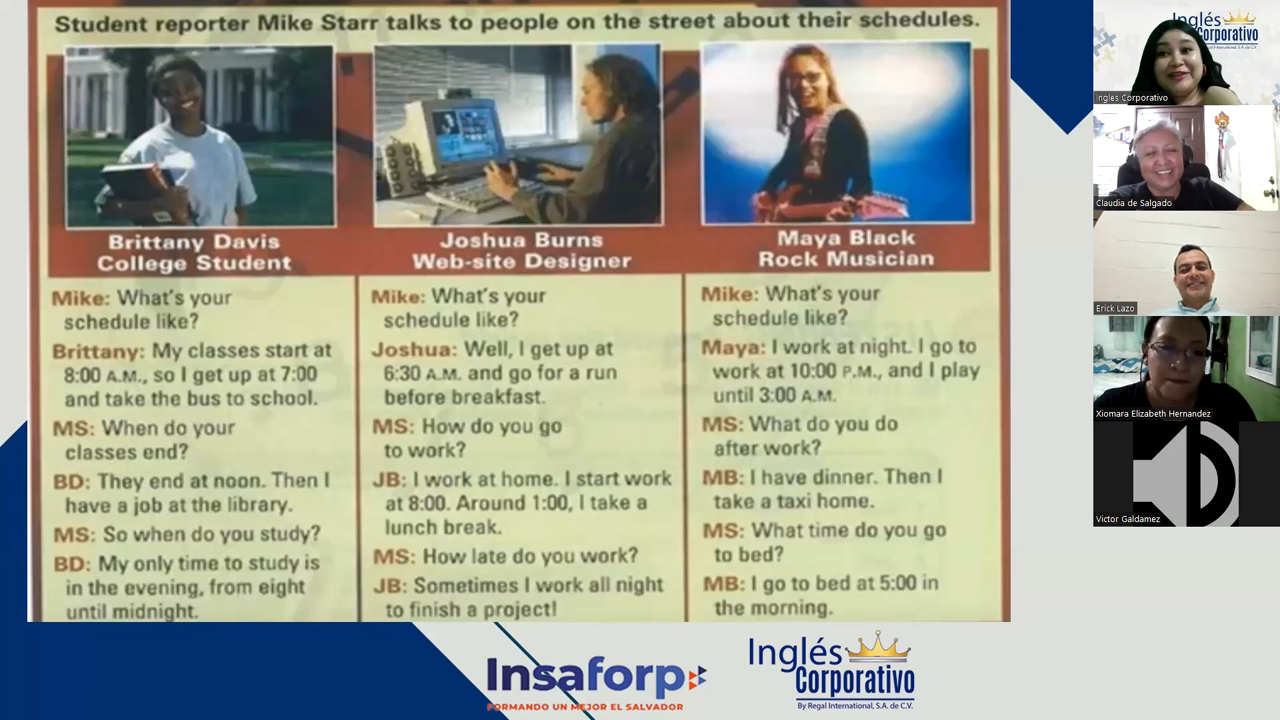 Student reporter Mike Starr talks to people on the street about their schedules.
Brittany Davis
College Student
Mike: What's your
schedule like?
Brittany: My classes start at
8:00 A.M., so I get up at 7:00
and take the bus to school.
MS: When do your
classes end?
BD: They end at noon. Then I
have a job at the library.
MS: So when do you study?
BD: My only time to study is
in the evening, from eight
until midnight.
Joshua Burns
Web-site Designer
Mike: What's your
schedule like?
Joshua: Well, I get up at
6:30 A.M. and go for a run
before breakfast.
MS: How do you go
to work?
JB: I work at home. I start work
at 8:00. Around 1:00, I take a
lunch break.
MS: How late do you work?
JB: Sometimes I work all night
to finish a project!
Maya Black
Rock Musician
Mike: What's your
schedule like?
Maya: I work at night. I go to
work at 10:00 P.M., and I play
until 3:00 A.M.
MS: What do you do
after work?
MB: I have dinner. Then I
take a taxi home.
MS: What time do you go
to bed?
MB: I go to bed at 5:00 in
the morning.
Insaforp
FORMANDO UN MEJOR EL SALVADOR
Inglés
Corporativo
By Regal International, S.A. de C.V.
Inglés
Corporativo
Regal International, S.A. de C.V.
Ingles Corporativo
Claudia de Salgado
Erick Lazo
Xiomara Elizabeth Hernandez
Victor Galdamez